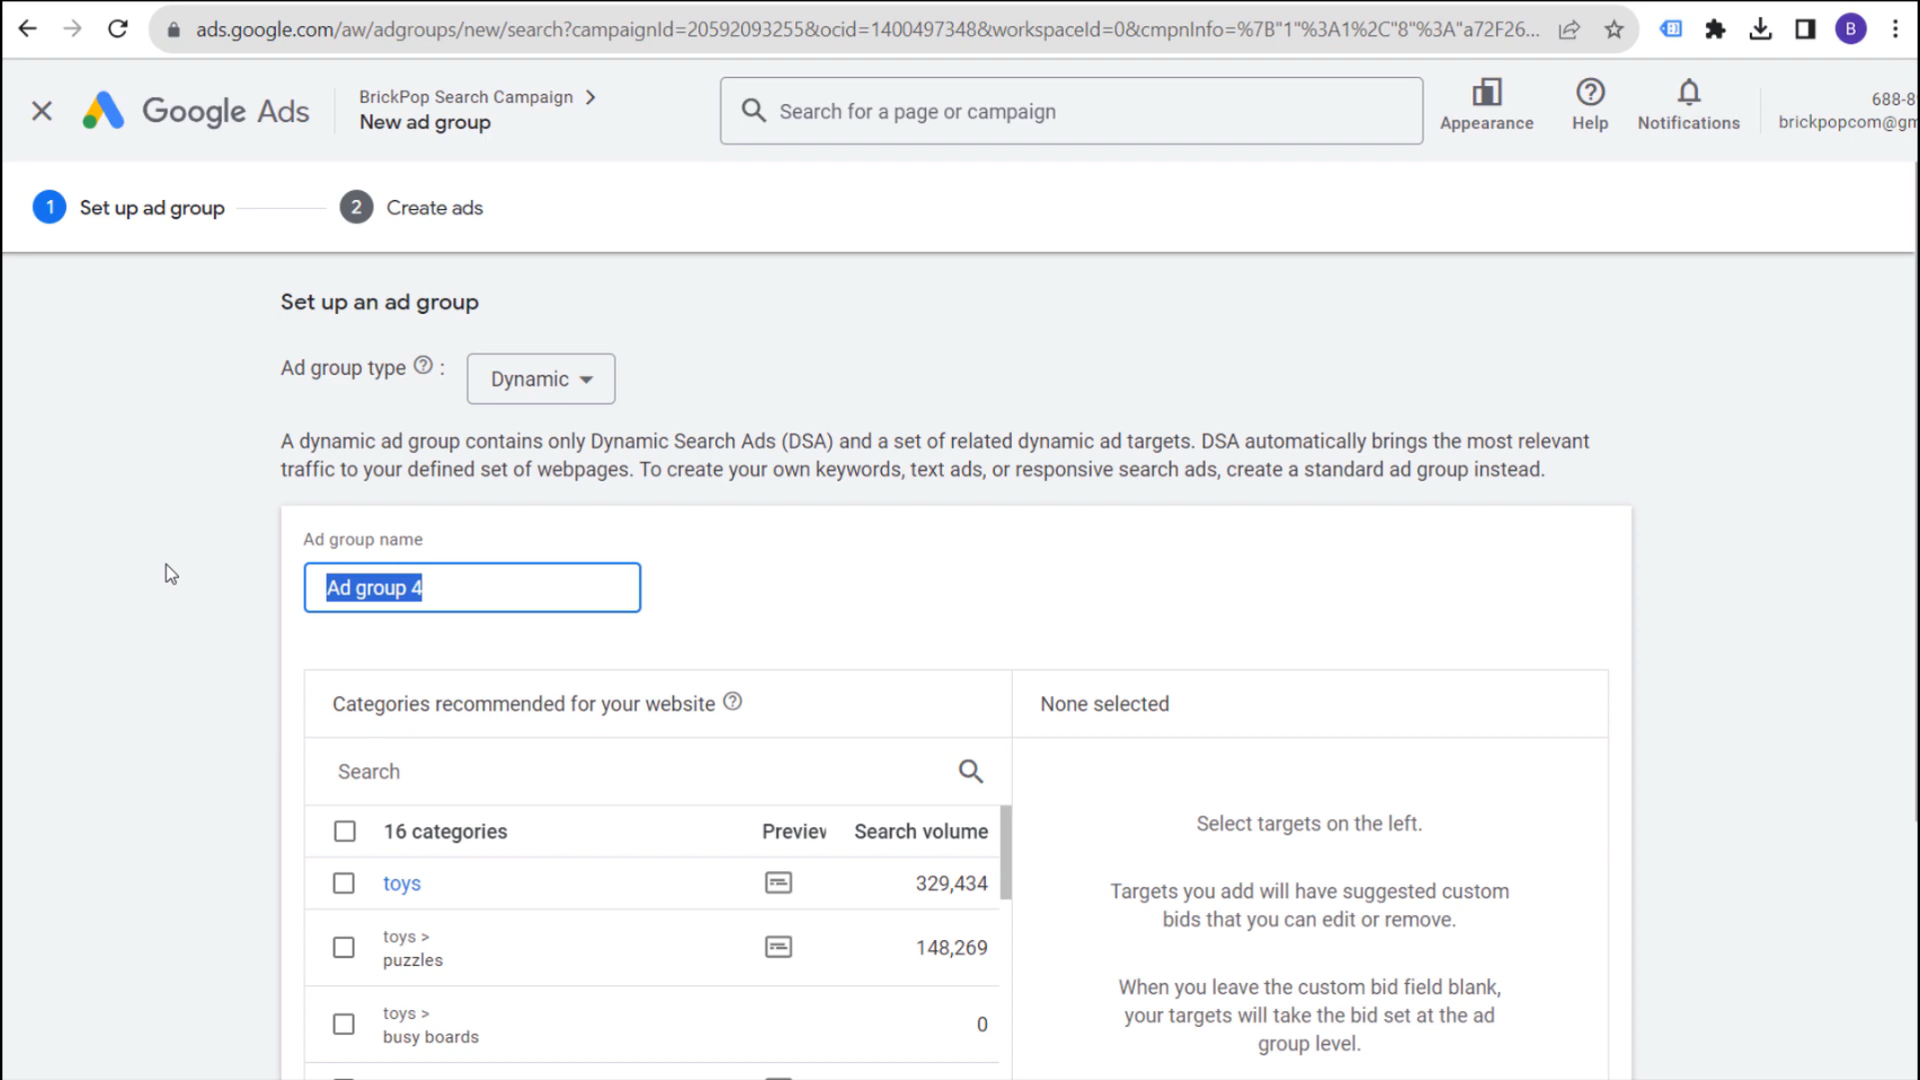 ads.google.com/aw/adgroups/new/search?campaignId=20592093255&ocid=1400497348&workspaceId=0&cmpnInfo=%7B"1"%3A1%2C"8"%3A"a72F26...
B
Google Ads
BrickPop Search Campaign
New ad group
Search for a page or campaign
Appearance
Help
Notifications
688-8
brickpopcom@gm
1 Set up ad group
2 Create ads
Set up an ad group
Ad group type ? :
Dynamic
A dynamic ad group contains only Dynamic Search Ads (DSA) and a set of related dynamic ad targets. DSA automatically brings the most relevant
traffic to your defined set of webpages. To create your own keywords, text ads, or responsive search ads, create a standard ad group instead.
Ad group name
Ad group 4
Categories recommended for your website ?
None selected
Search
16 categories Preview Search volume
toys 329,434
toys >
puzzles
148,269
toys >
busy boards
0
Select targets on the left.
Targets you add will have suggested custom
bids that you can edit or remove.
When you leave the custom bid field blank,
your targets will take the bid set at the ad
group level.